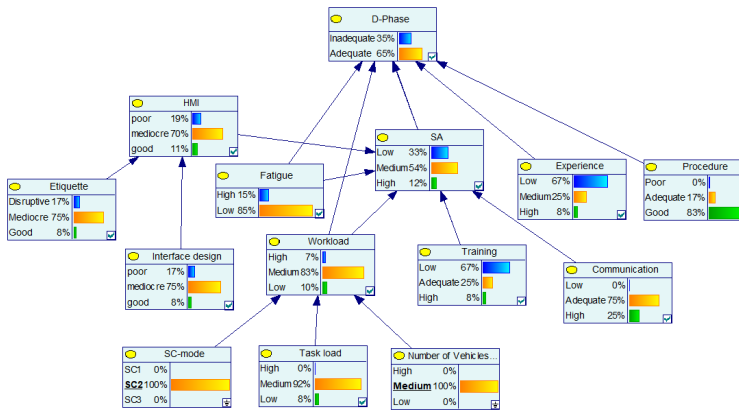 D-Phase
Inadequate 35%
Adequate 65%
HMI
poor 19%
mediocre 70%
good 11%
SA
Low 33%
Medium 54%
High 12%
Fatigue
High 15%
Low 85%
Experience
Low 67%
Medium 25%
High 8%
Procedure
Poor 0%
Adequate 17%
Good 83%
Etiquette
Disruptive 17%
Mediocre 75%
Good 8%
Interface design
poor 17%
mediocre 75%
good 8%
Workload
High 7%
Medium 83%
Low 10%
Training
Low 67%
Adequate 25%
High 8%
Communication
Low 0%
Adequate 75%
High 25%
SC-mode
SC1 0%
SC2 100%
SC3 0%
Task load
High 0%
Medium 92%
Low 8%
Number of Vehicles...
High 0%
Medium 100%
Low 0%